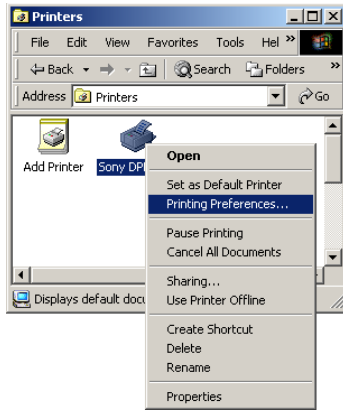 Printers
File Edit View Favorites Tools Hel »
Back Search Folders »
Address Printers Go
Add Printer Sony DP
Open
Set as Default Printer
Printing Preferences...
Pause Printing
Cancel All Documents
Sharing...
Use Printer Offline
Create Shortcut
Delete
Rename
Properties
Displays default docu